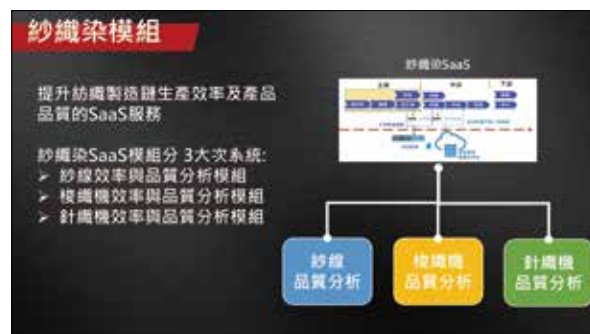 紗織染模組
提升紡織製造鏈生產效率及產品
品質的SaaS服務
紗織染SaaS模組分 3大次系統:
➢ 紗線效率與品質分析模組
➢ 梭織機效率與品質分析模組
➢ 針織機效率與品質分析模組
紗織染SaaS
紗線
品質分析
梭織機
品質分析
針織機
品質分析